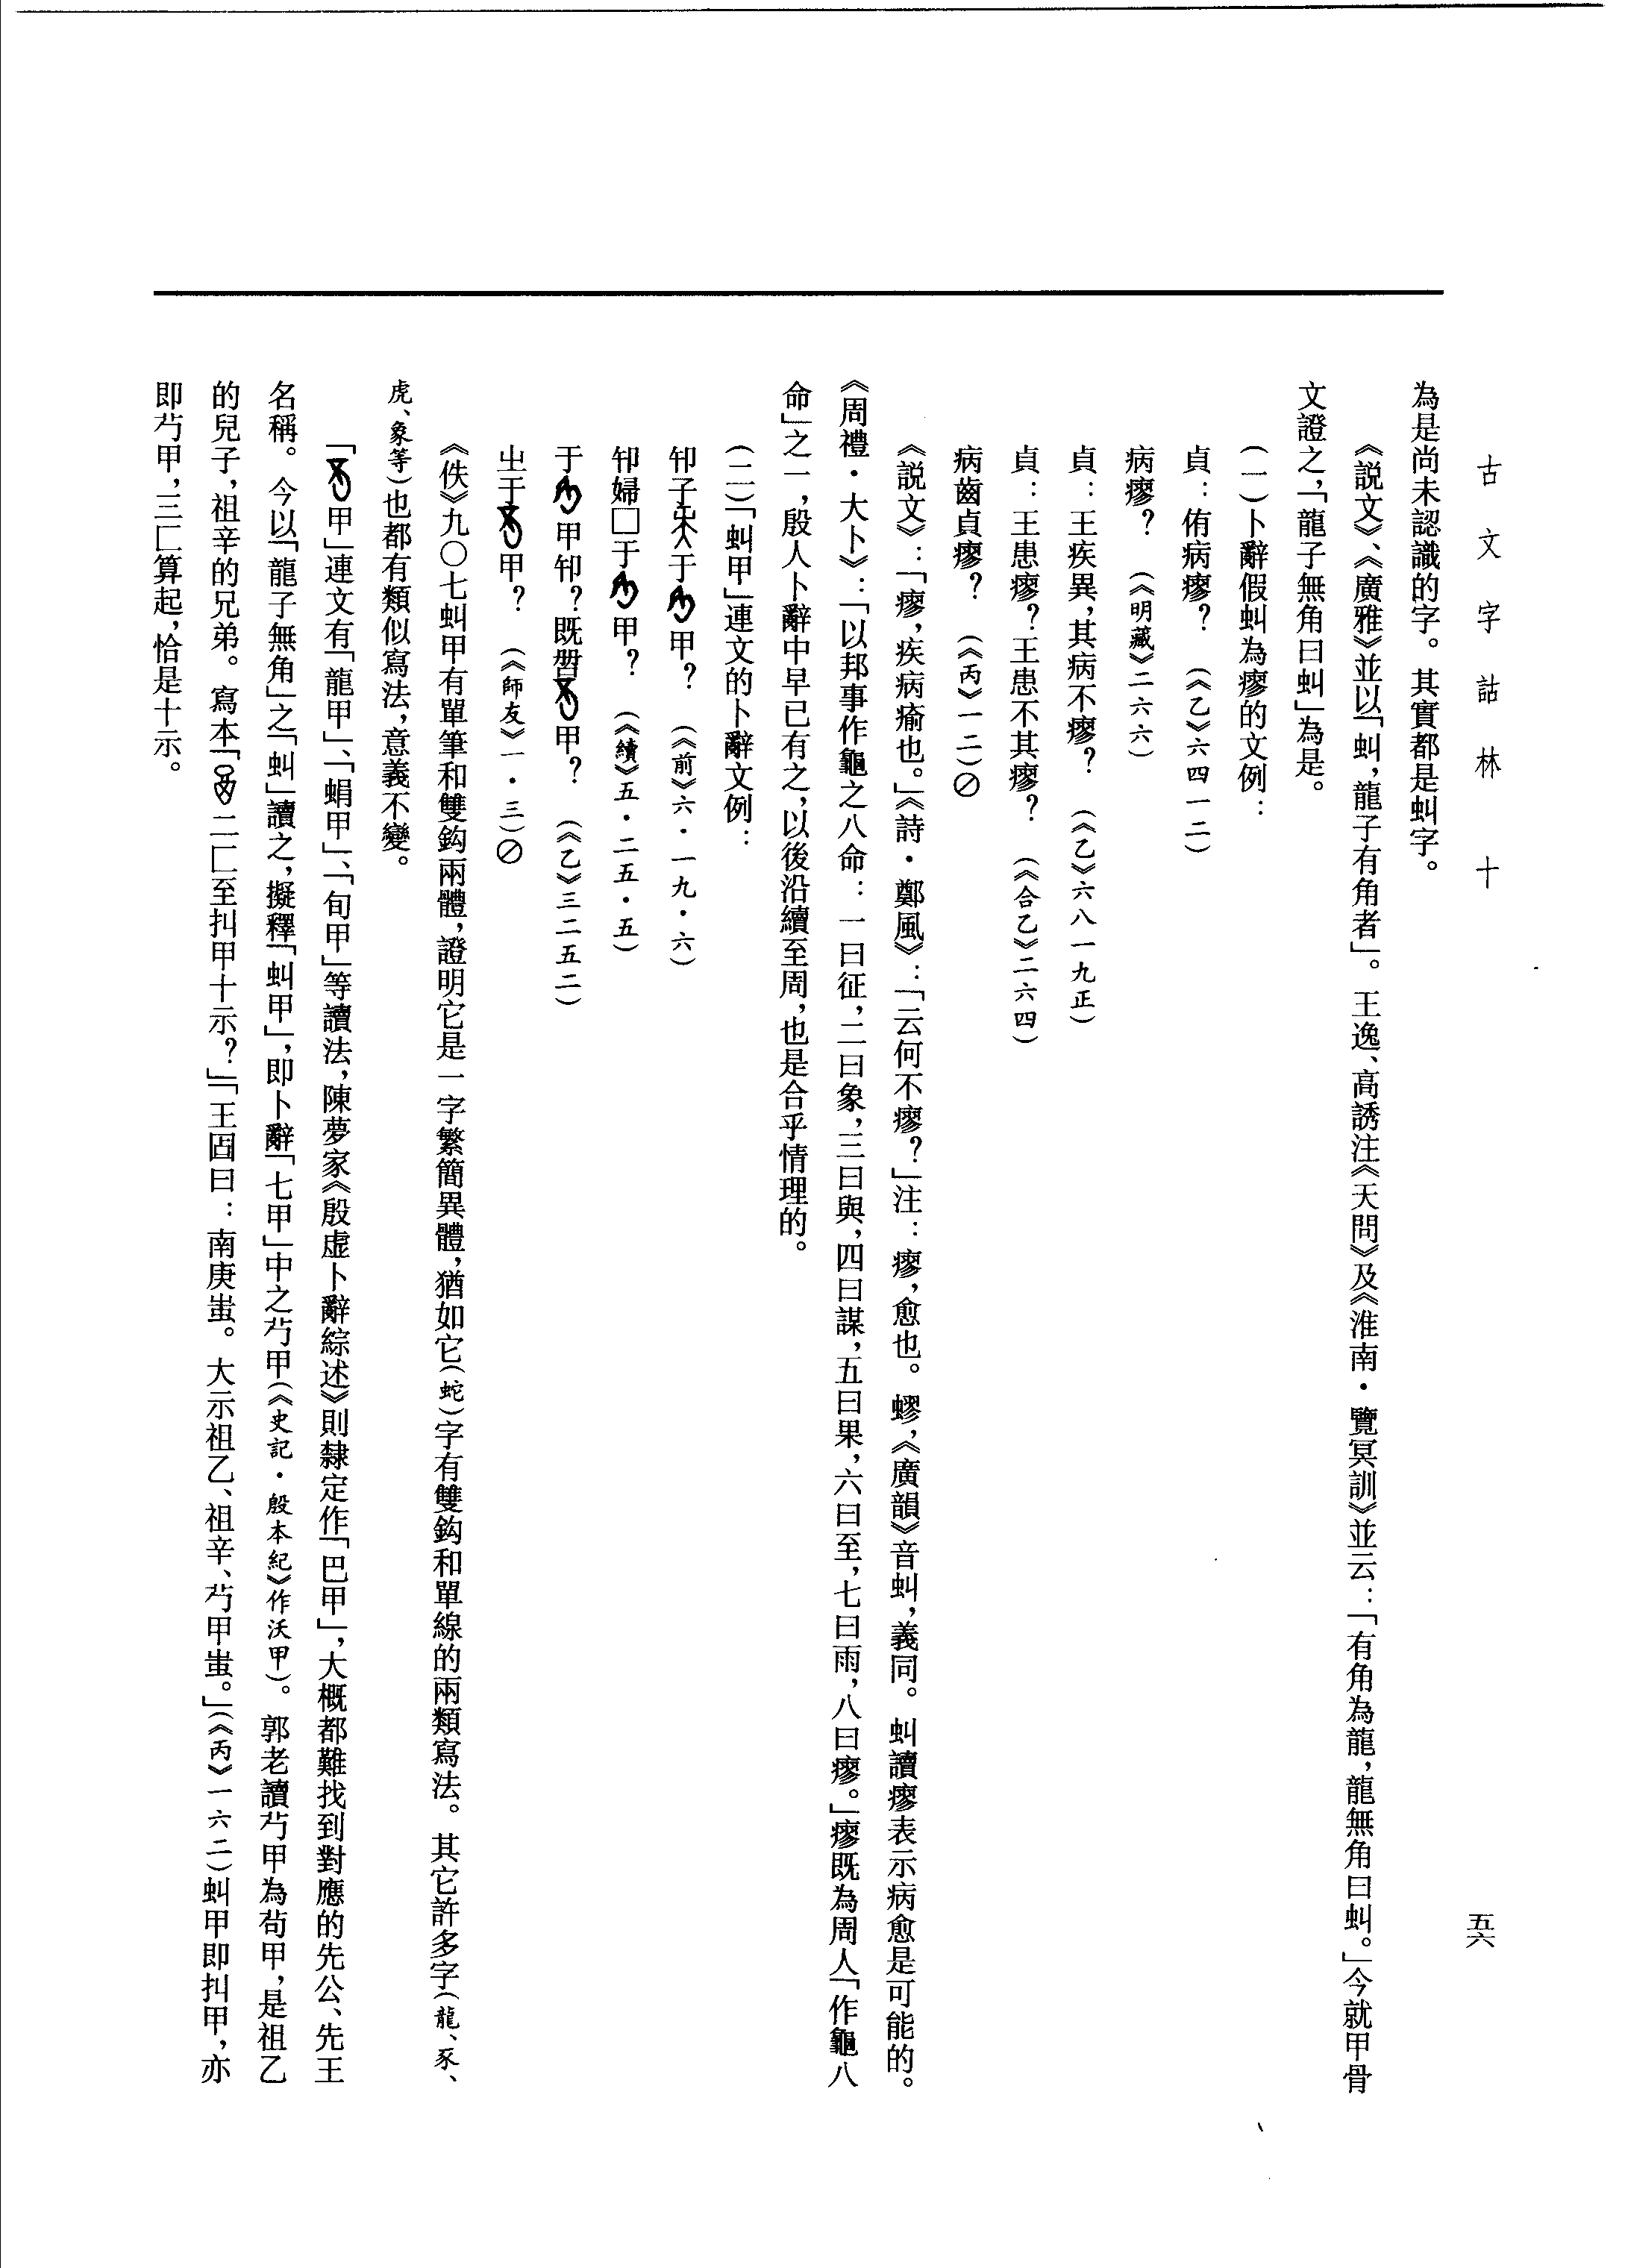 古文字詁林 十
五六
為是尚未認識的字。其實都是虯字。
《説文》、《廣雅》並以「虯,龍子有角者」。王逸、高誘注《天問》及《淮南·覽冥訓》並云:「有角為龍,龍無角曰虯。」今就甲骨
文證之,「龍子無角曰虯」為是。
(一)卜辭假虯為瘳的文例:
貞:侑病瘳?(《乙》六四一二)
病瘳?(《明藏》二六六)
貞:王疾異,其病不瘳?(《乙》六八一九正)
貞:王患瘳?王患不其瘳?(《合乙》二六四)
病齒貞瘳?(《丙》一二)⊘
《説文》:「瘳,疾病瘉也。」《詩·鄭風》:「云何不瘳?」注:瘳,愈也。蟉,《廣韻》音虯,義同。虯讀瘳表示病愈是可能的。
《周禮·大卜》:「以邦事作龜之八命:一曰征,二曰象,三曰與,四曰謀,五曰果,六曰至,七曰雨,八曰瘳。」瘳既為周人「作龜八
命」之一,殷人卜辭中早已有之,以後沿續至周,也是合乎情理的。
(二)「虯甲」連文的卜辭文例:
卸子于甲?(《前》六·一九·六)
卸婦□于甲?(《續》五·二五·五)
于甲卸?既甲?(《乙》三二五二)
㞢于甲?(《師友》一·三)⊘
《佚》九〇七虯甲有單筆和雙鈎兩體,證明它是一字繁簡異體,猶如它(蛇)字有雙鈎和單線的兩類寫法。其它許多字(龍、豕、
虎、象等)也都有類似寫法,意義不變。
「甲」連文有「龍甲」、「蜎甲」、「旬甲」等讀法,陳夢家《殷虚卜辭綜述》則隸定作「巴甲」,大概都難找到對應的先公、先王
名稱。今以「龍子無角」之「虯」讀之,擬釋「虯甲」,即卜辭「七甲」中之芍甲(《史記·殷本紀》作沃甲)。郭老讀芍甲為苟甲,是祖乙
的兒子,祖辛的兄弟。寫本「二匚至抖甲十示?」「王固曰:南庚蚩。大示祖乙、祖辛、芍甲蚩。」(《丙》一六二)虯甲即抖甲,亦
即芍甲,三匚算起,恰是十示。